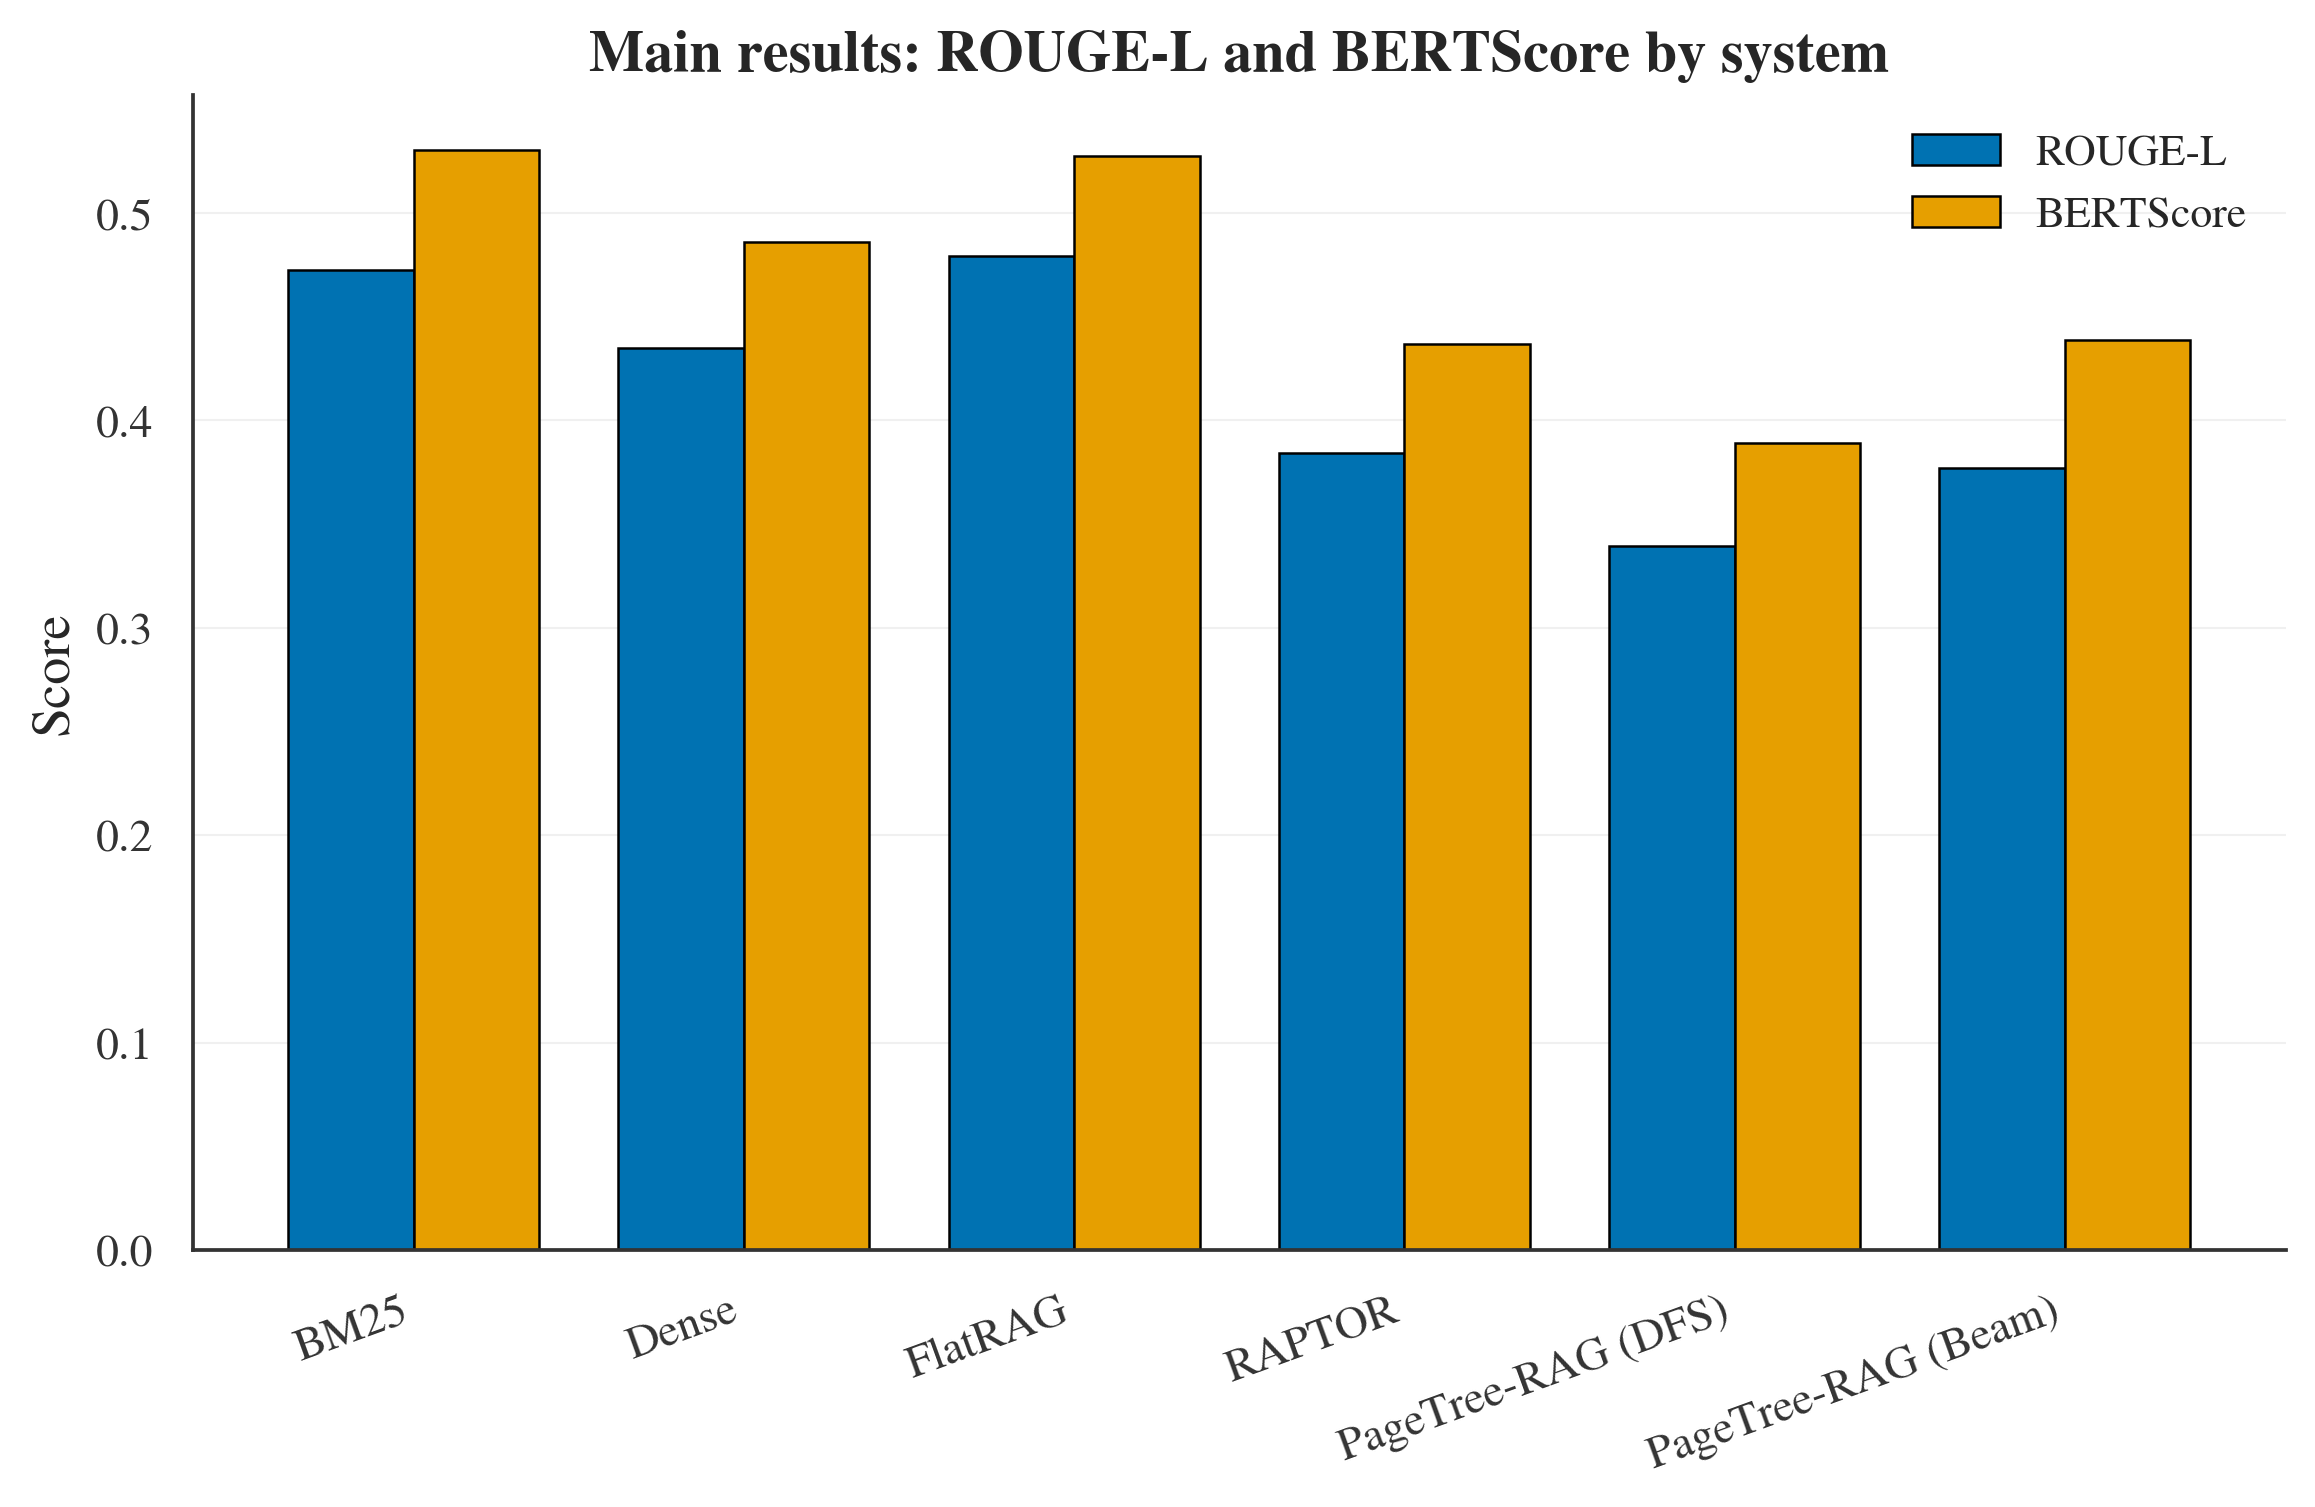 Main results: ROUGE-L and BERTScore by system
ROUGE-L
BERTScore
Score
0.5
0.4
0.3
0.2
0.1
0.0
BM25
Dense
FlatRAG
RAPTOR
PageTree-RAG (DFS)
PageTree-RAG (Beam)